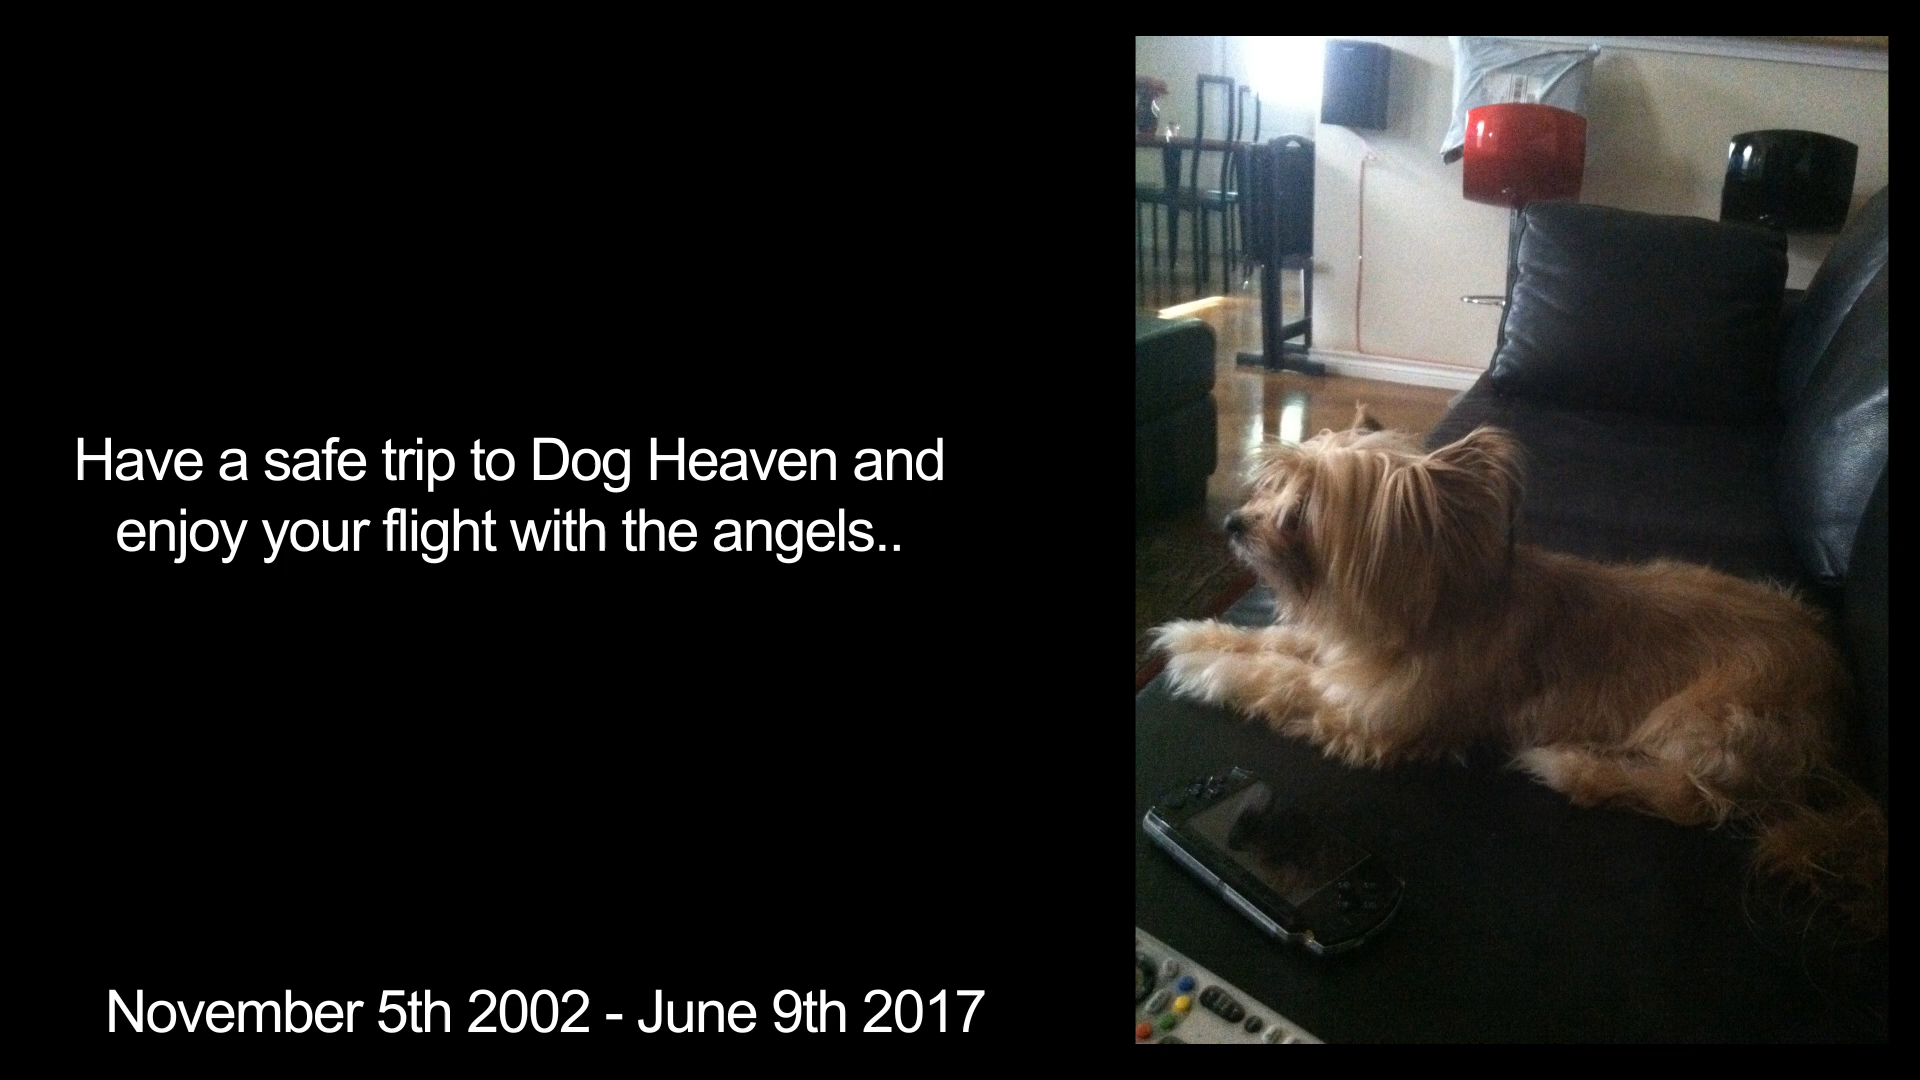 Have a safe trip to Dog Heaven and
enjoy your flight with the angels..
November 5th 2002 - June 9th 2017